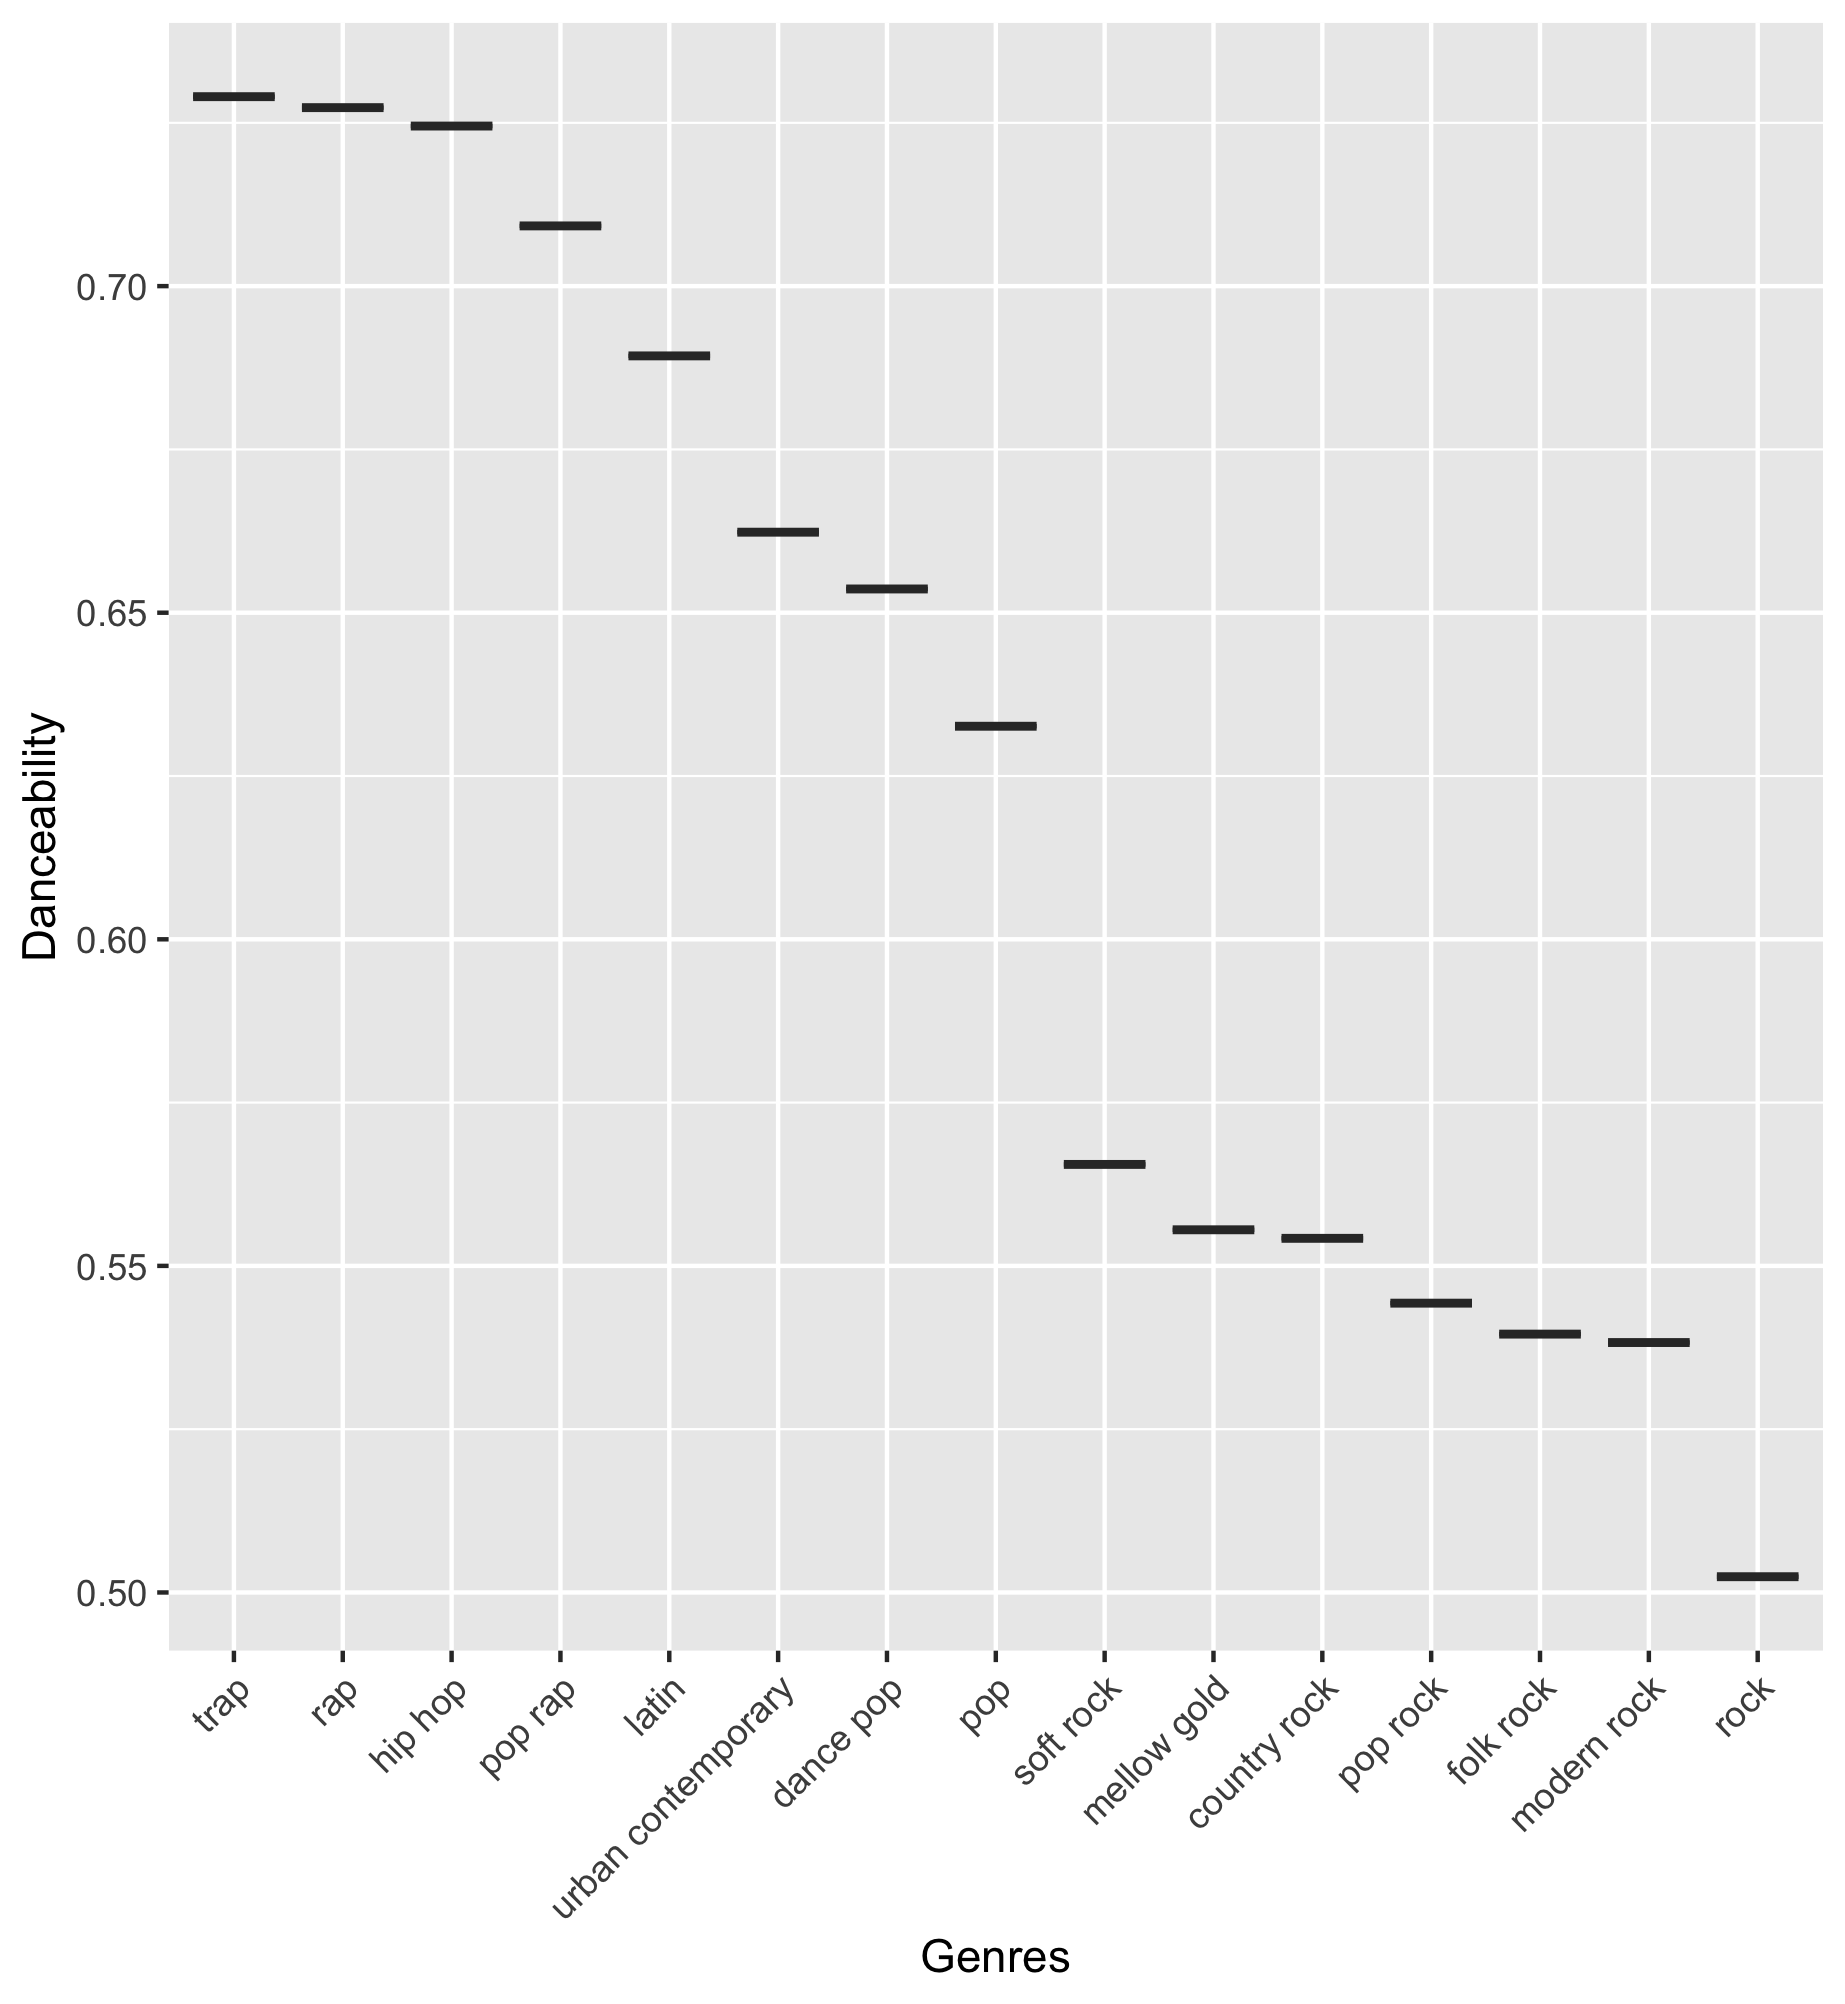 Danceability
0.70
0.65
0.60
0.55
0.50
trap
rap
hip hop
pop rap
latin
urban contemporary
dance pop
pop
soft rock
mellow gold
country rock
pop rock
folk rock
modern rock
rock
Genres